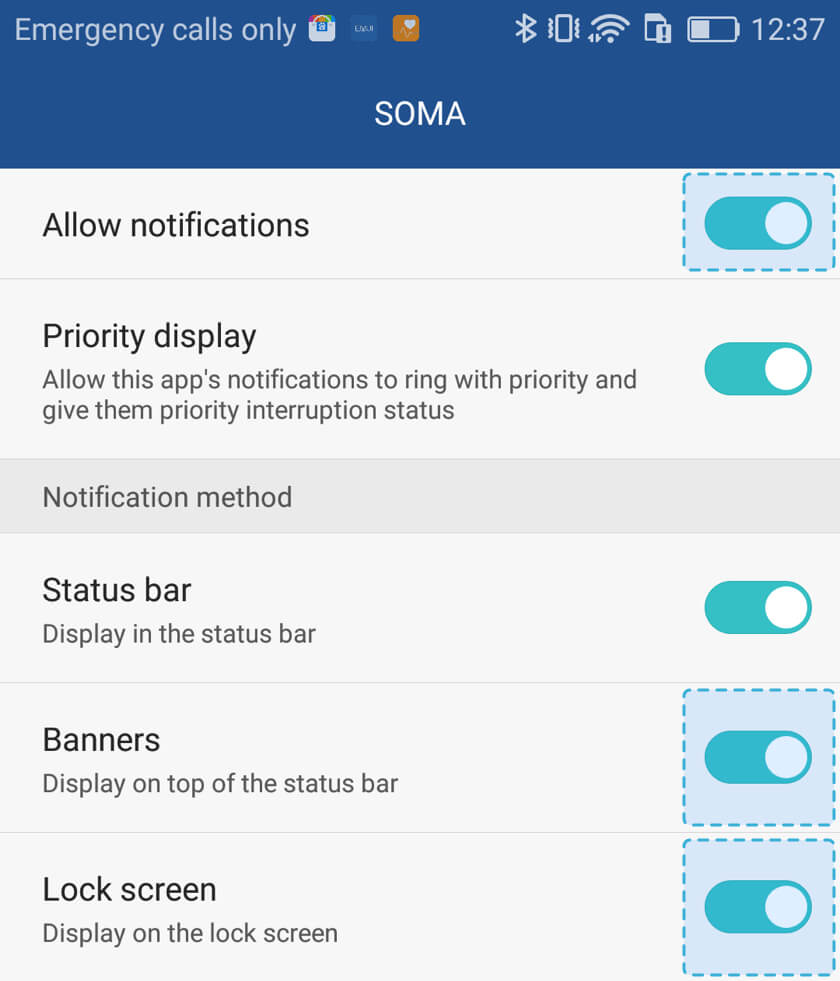 Emergency calls only 12:37
SOMA
Allow notifications
Priority display
Allow this app's notifications to ring with priority and
give them priority interruption status
Notification method
Status bar
Display in the status bar
Banners
Display on top of the status bar
Lock screen
Display on the lock screen